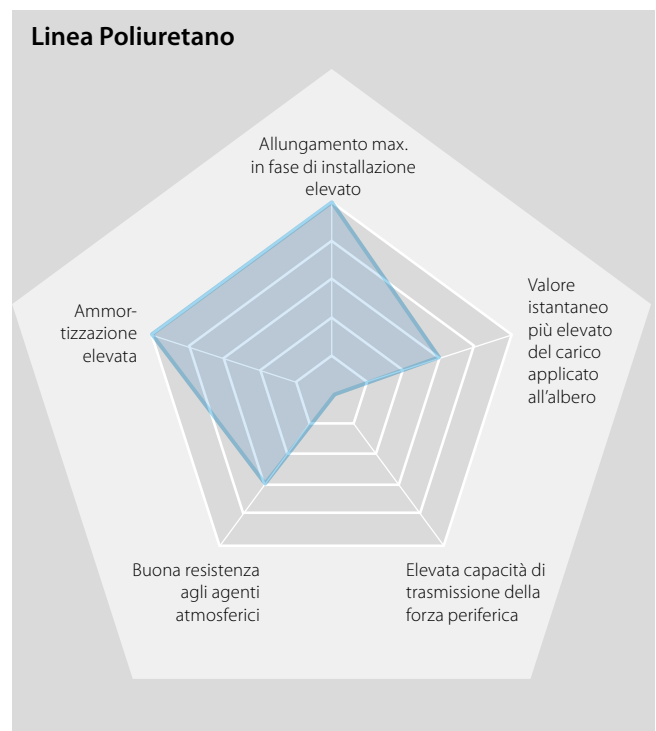 Linea Poliuretano
Allungamento max.
in fase di installazione
elevato
Valore
istantaneo
più elevato
del carico
applicato
all'albero
Ammor-
tizzazione
elevata
Buona resistenza
agli agenti
atmosferici
Elevata capacità di
trasmissione della
forza periferica